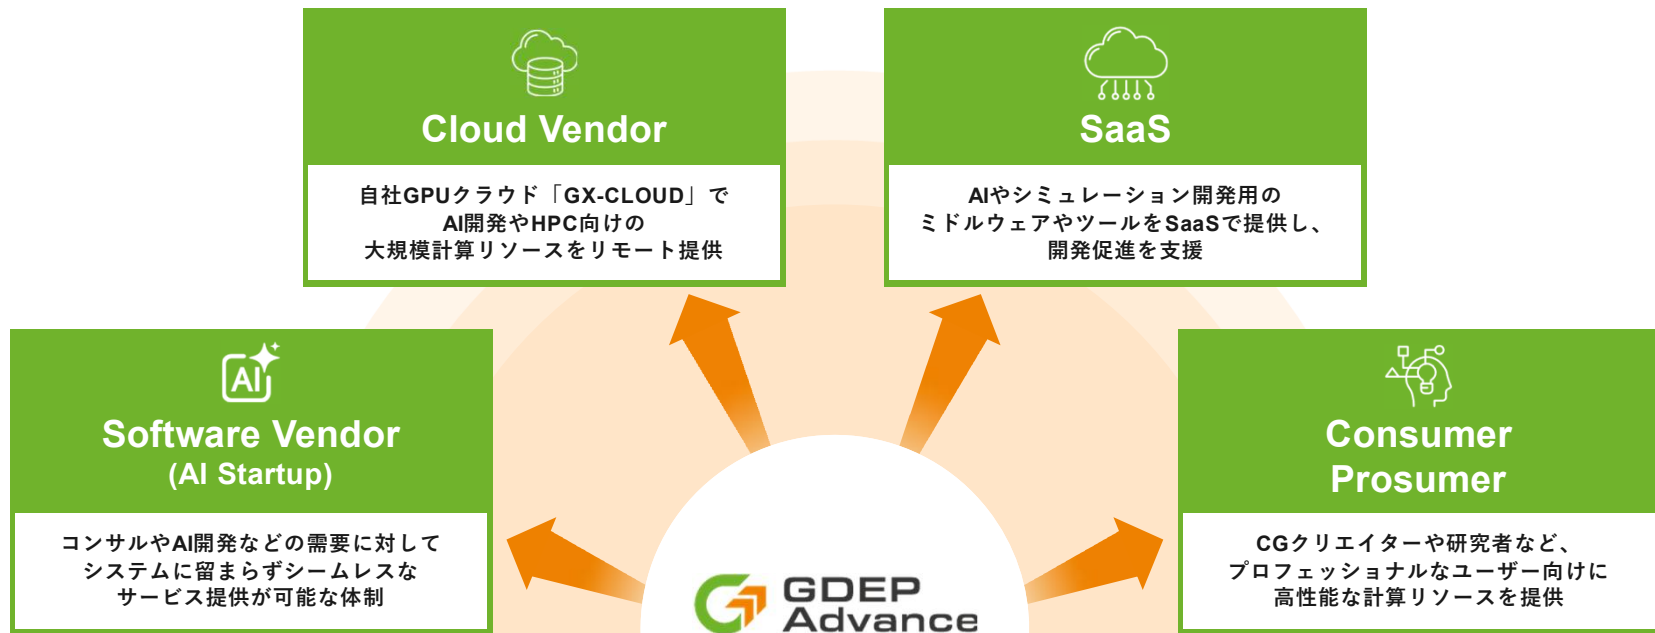 Cloud Vendor
自社GPUクラウド「GX-CLOUD」で
AI開発やHPC向けの
大規模計算リソースをリモート提供
SaaS
AIやシミュレーション開発用の
ミドルウェアやツールをSaaSで提供し、
開発促進を支援
AI
Software Vendor
(AI Startup)
コンサルやAI開発などの需要に対して
システムに留まらずシームレスな
サービス提供が可能な体制
Consumer
Prosumer
CGクリエイターや研究者など、
プロフェッショナルなユーザー向けに
高性能な計算リソースを提供
GDEP
Advance